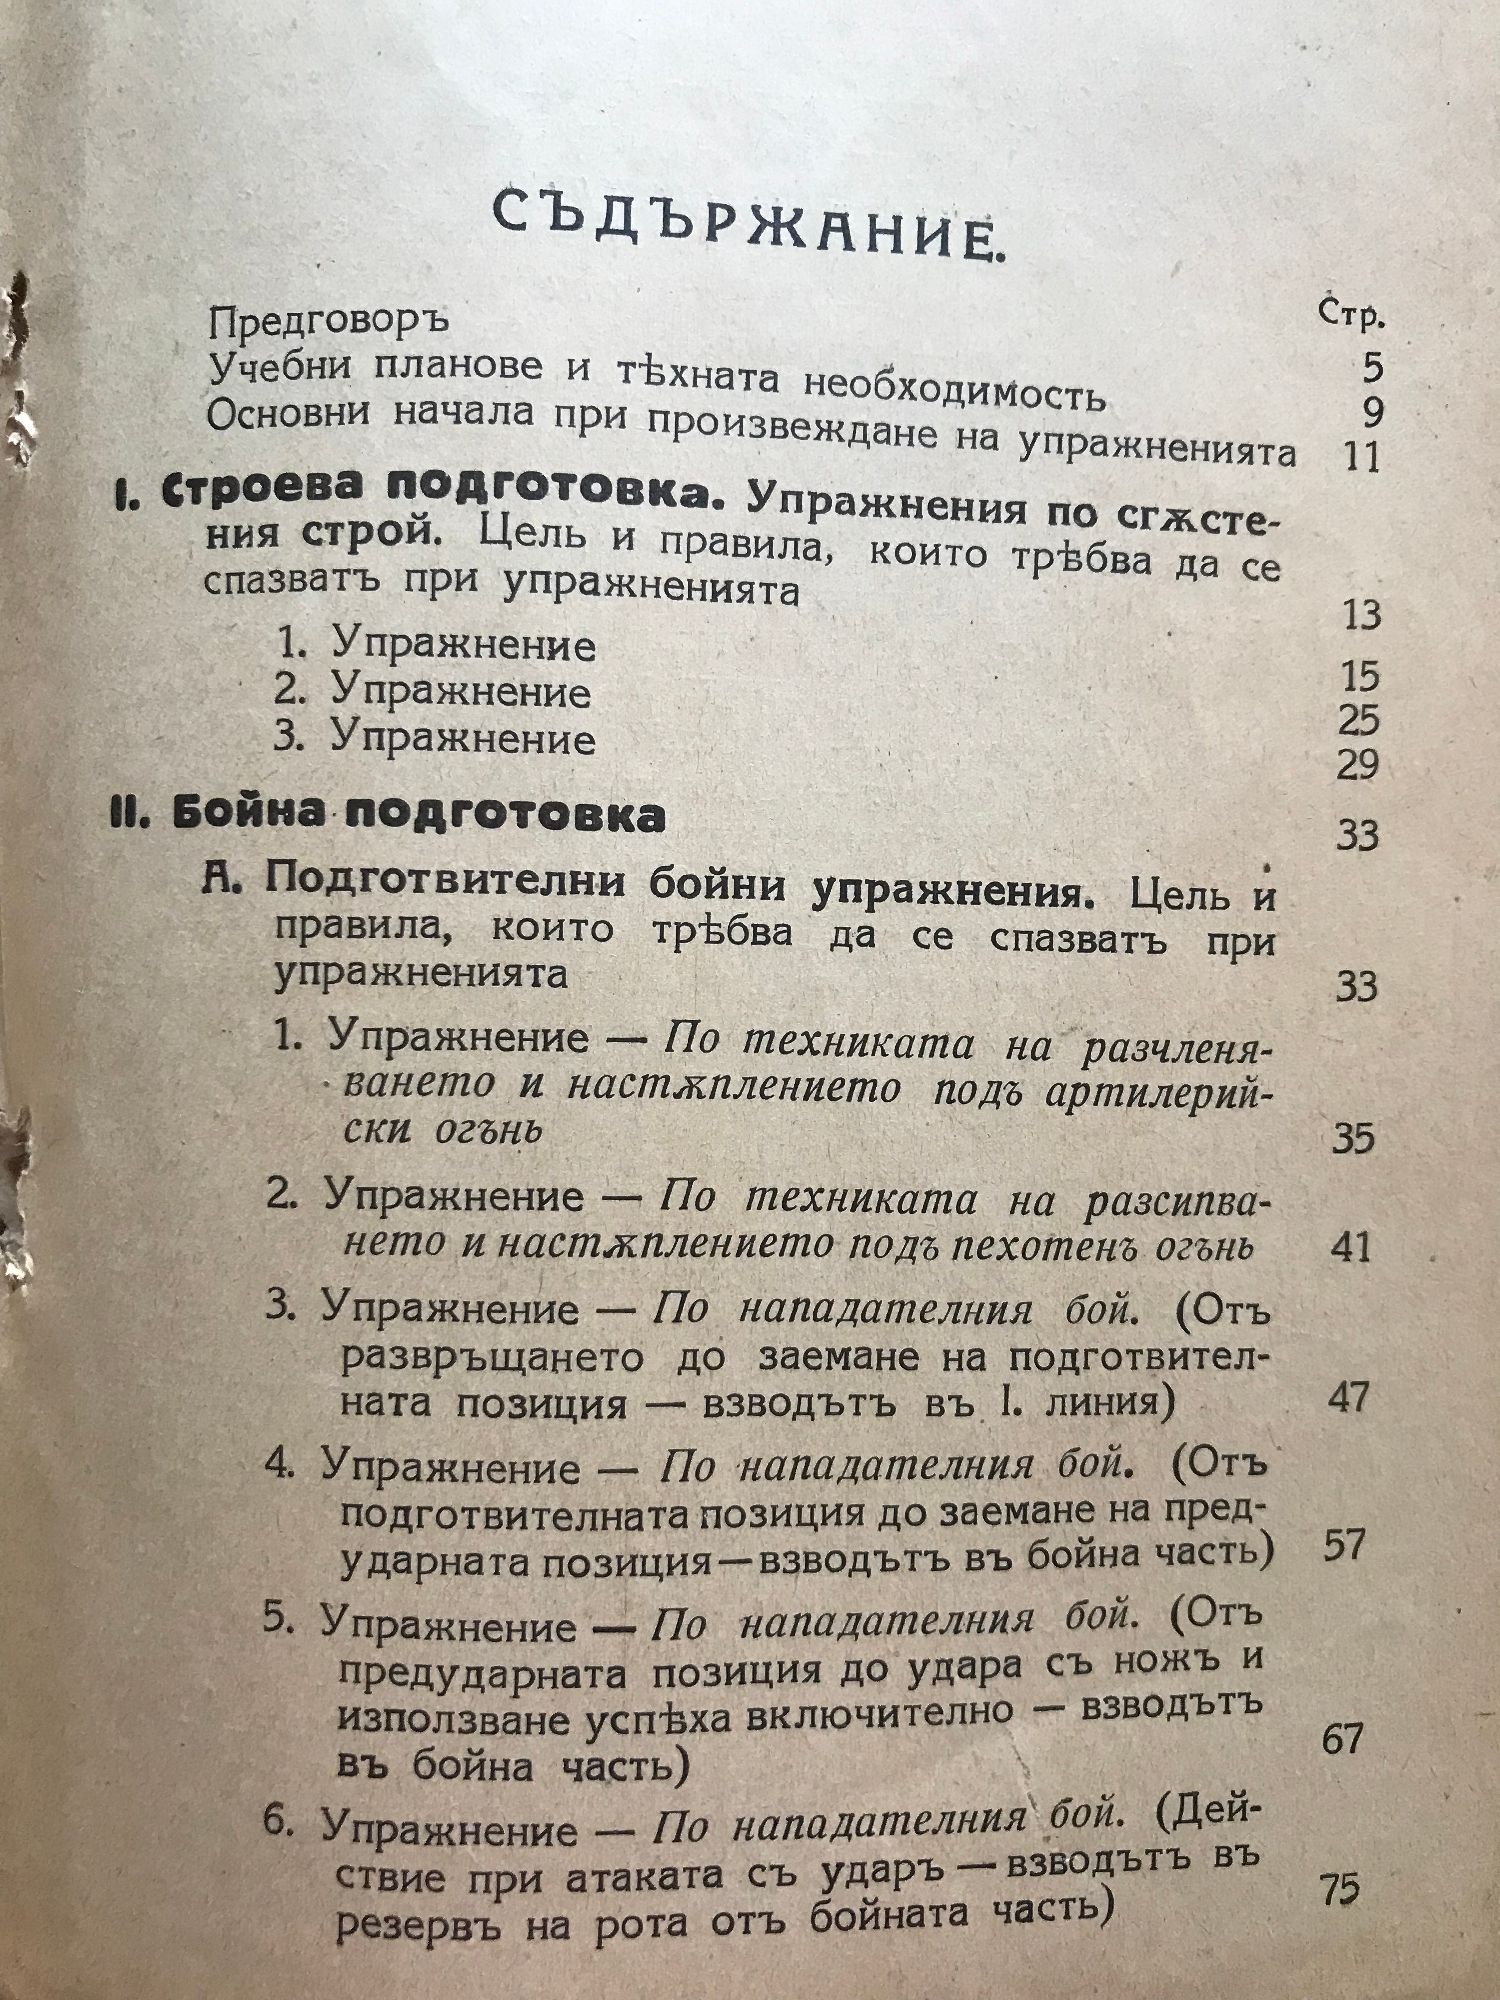 СЪДЪРЖАНИЕ.
Стр.
Предговоръ 5
Учебни планове и тѣхната необходимость 9
Основни начала при произвеждане на упражненията 11
I. Строева подготовка. Упражнения по сгѫсте-
ния строй. Цель и правила, които трѣбва да се
спазватъ при упражненията 13
1. Упражнение 15
2. Упражнение 25
3. Упражнение 29
II. Бойна подготовка 33
А. Подготвителни бойни упражнения. Цель и
правила, които трѣбва да се спазватъ при
упражненията 33
1. Упражнение — По техниката на разчленя-
ването и настѫплението подъ артилерий-
ски огънь 35
2. Упражнение — По техниката на разсипва-
нето и настѫплението подъ пехотенъ огънь 41
3. Упражнение — По нападателния бой. (Отъ
развръщането до заемане на подготвител-
ната позиция — взводътъ въ I. линия) 47
4. Упражнение — По нападателния бой. (Отъ
подготвителната позиция до заемане на пред-
ударната позиция — взводътъ въ бойна часть) 57
5. Упражнение — По нападателния бой. (Отъ
предударната позиция до удара съ ножъ и
използване успѣха включително — взводътъ
въ бойна часть) 67
6. Упражнение — По нападателния бой. (Дей-
ствие при атаката съ ударъ — взводътъ въ
резервъ на рота отъ бойната часть) 75